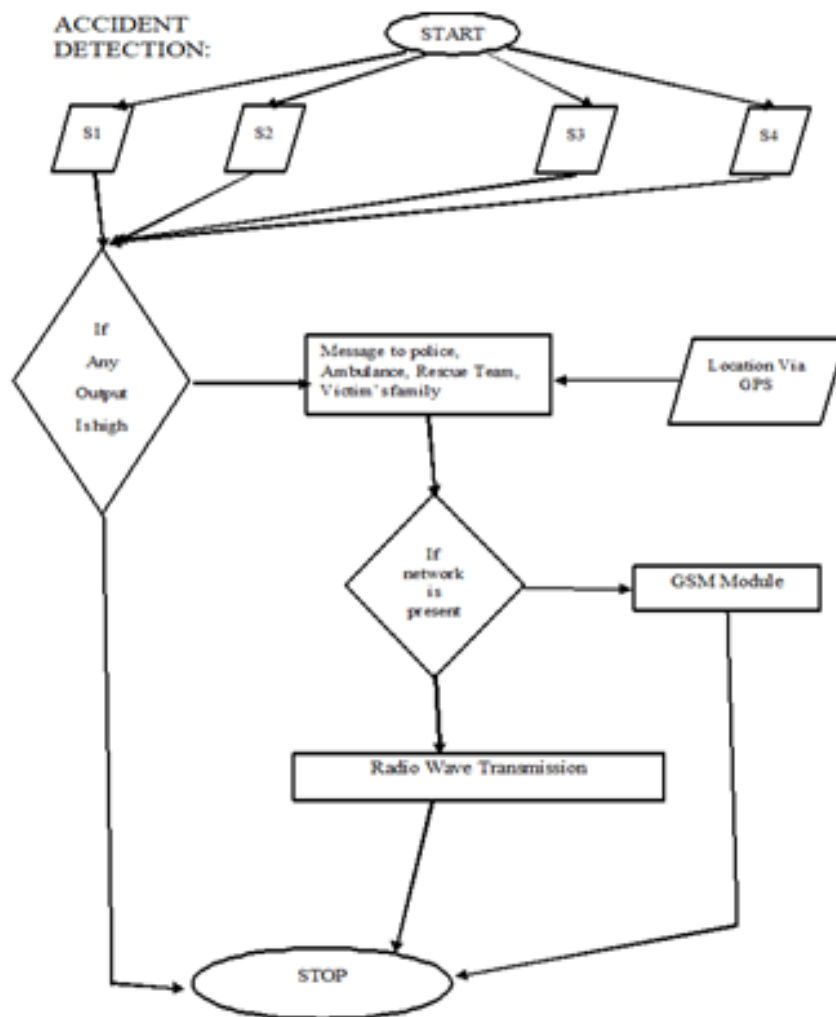 ACCIDENT
DETECTION:
START
S1
S2
S3
S4
If
Any
Output
Is high
Message to police,
Ambulance, Rescue Team,
Victim's family
Location Via
GPS
If
network
is
present
GSM Module
Radio Wave Transmission
STOP